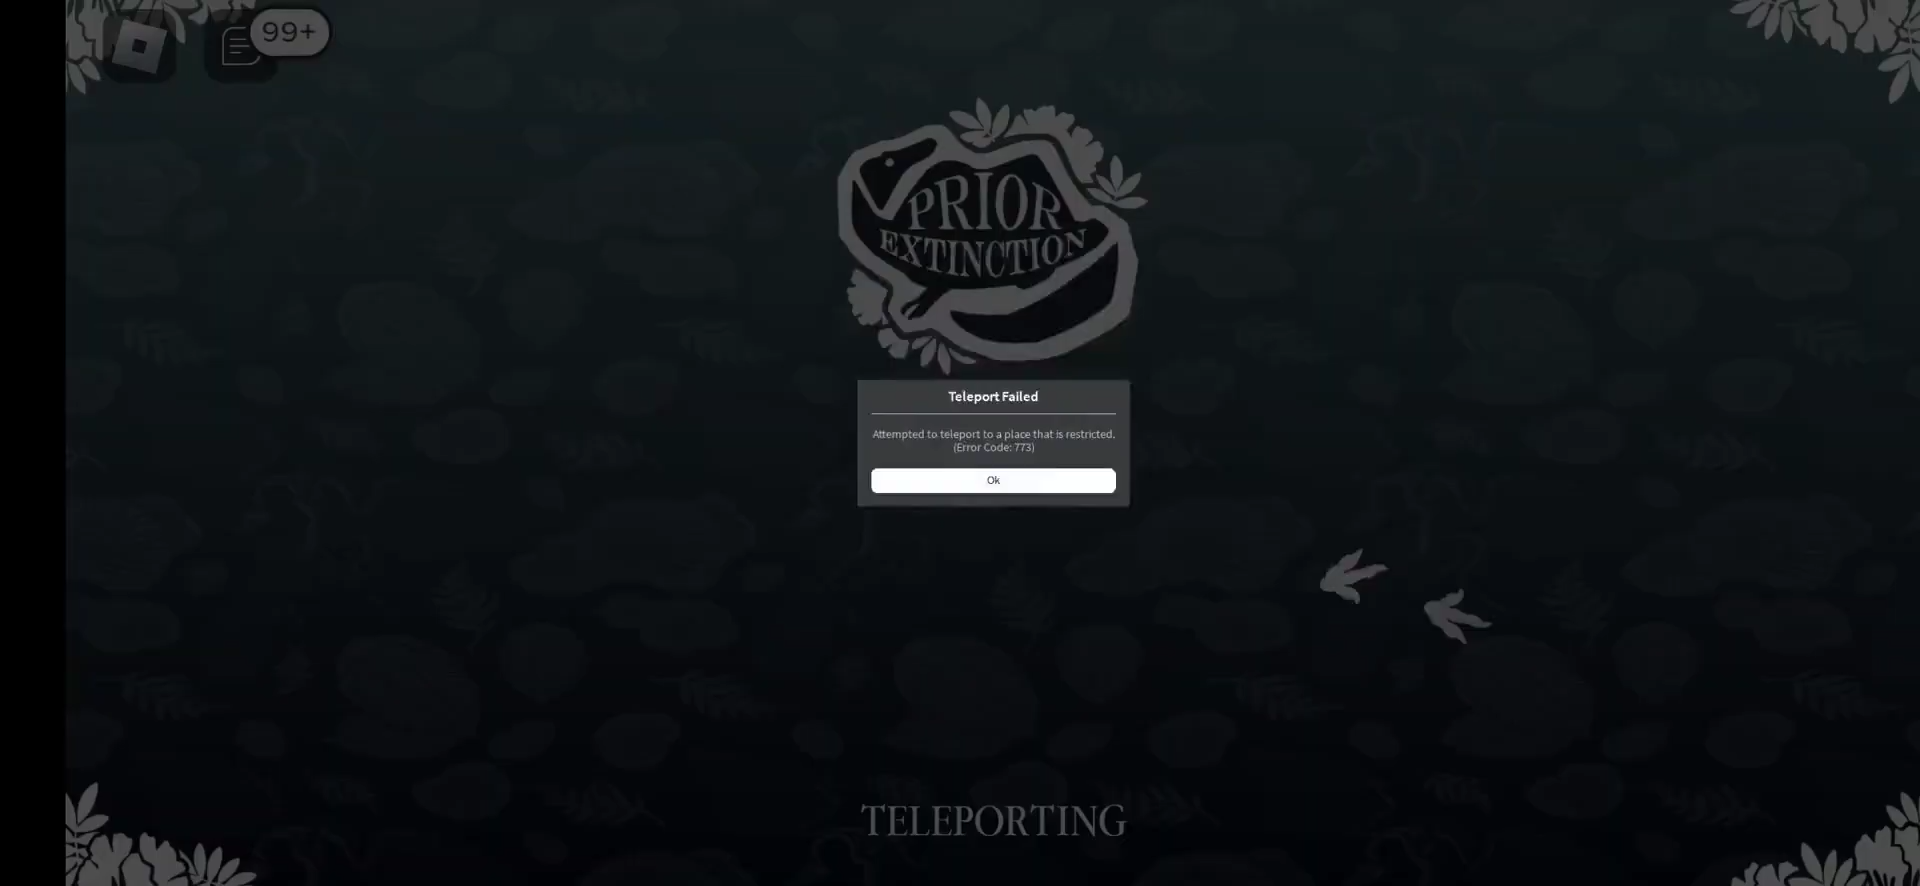 99+
PRIOR
EXTINCTION
Teleport Failed
Attempted to teleport to a place that is restricted.
(Error Code: 773)
Ok
TELEPORTING